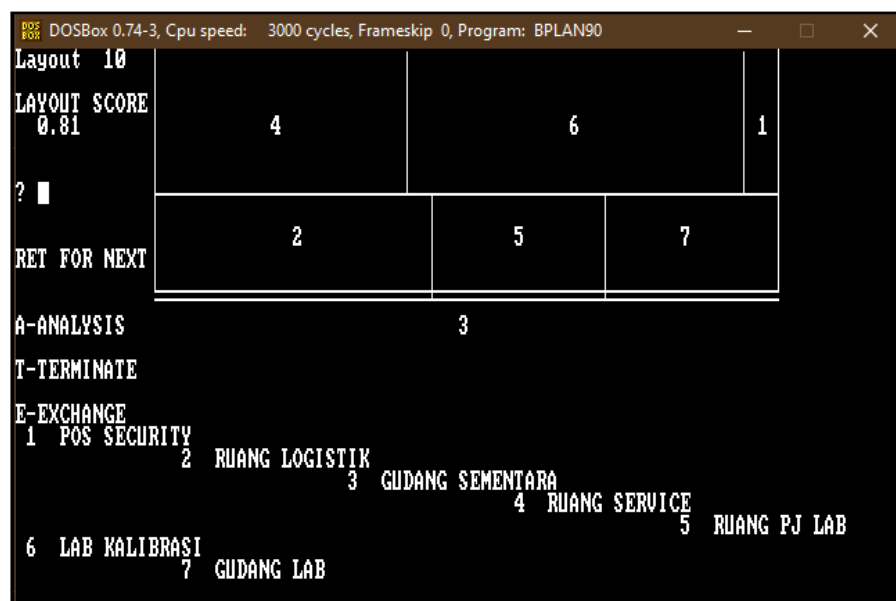 DOSBox 0.74-3, Cpu speed: 3000 cycles, Frameskip 0, Program: BPLAN90
Layout 10
LAYOUT SCORE
0.81
4 6 1
? 
2 5 7
RET FOR NEXT
A-ANALYSIS 3
T-TERMINATE
E-EXCHANGE
1 POS SECURITY
2 RUANG LOGISTIK
3 GUDANG SEMENTARA
4 RUANG SERVICE
5 RUANG PJ LAB
6 LAB KALIBRASI
7 GUDANG LAB